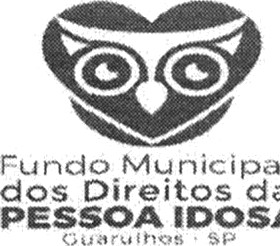 Fundo Municipa
dos Direitos da
PESSOA IDOSA
Guarulhos - SP